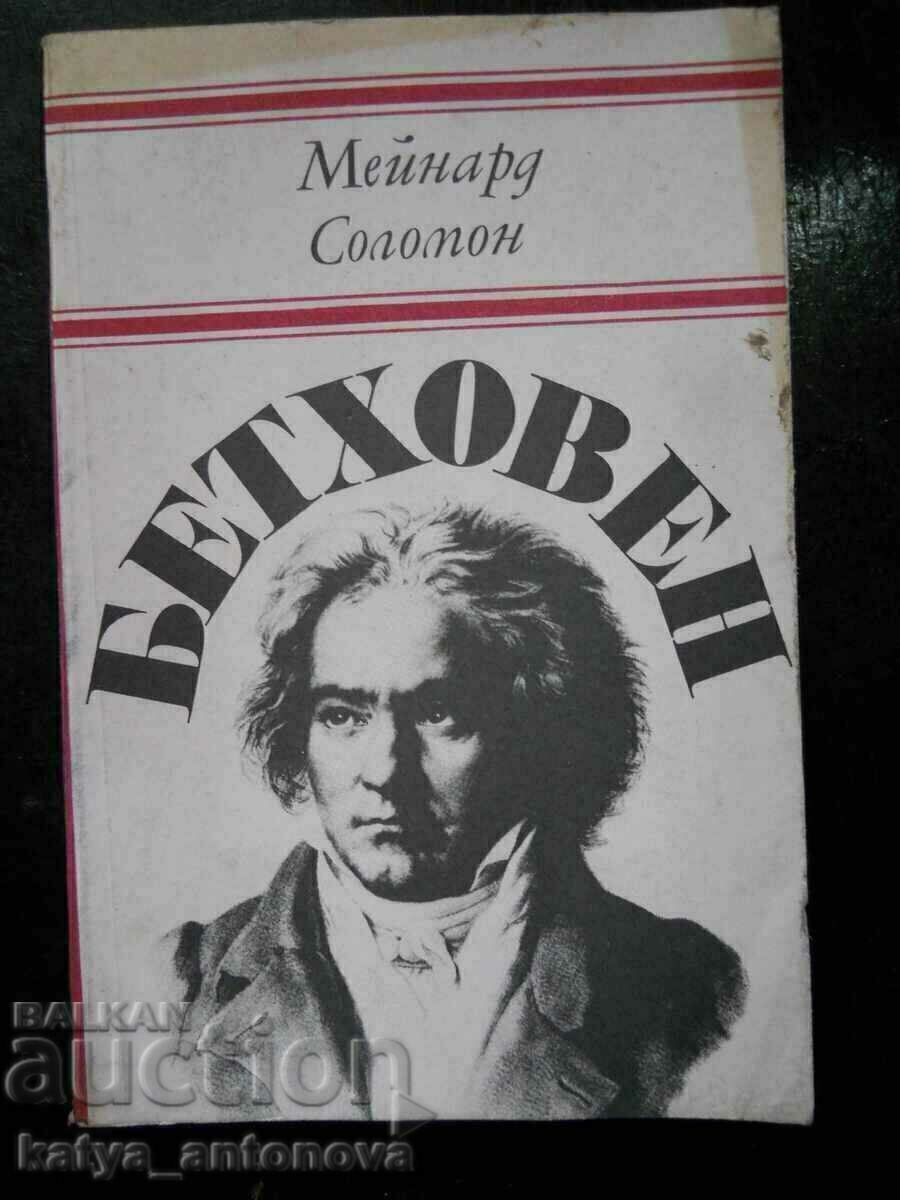 Мейнард
Соломон
БЕТХОВЕН
BALKAN
auction
katya_antonova